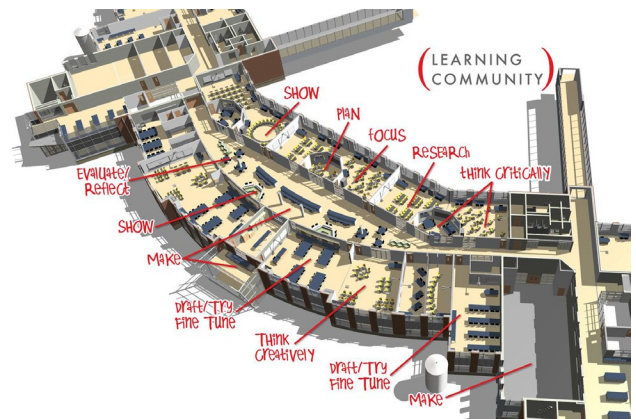 (LEARNING
COMMUNITY)
SHOW
PLAN
FOCUS
RESEARCH
THINK CRITICALLY
EVALUATE/
REFLECT
SHOW
MAKE
DRAFT/TRY
FINE TUNE
THINK
CREATIVELY
DRAFT/TRY
FINE TUNE
MAKE